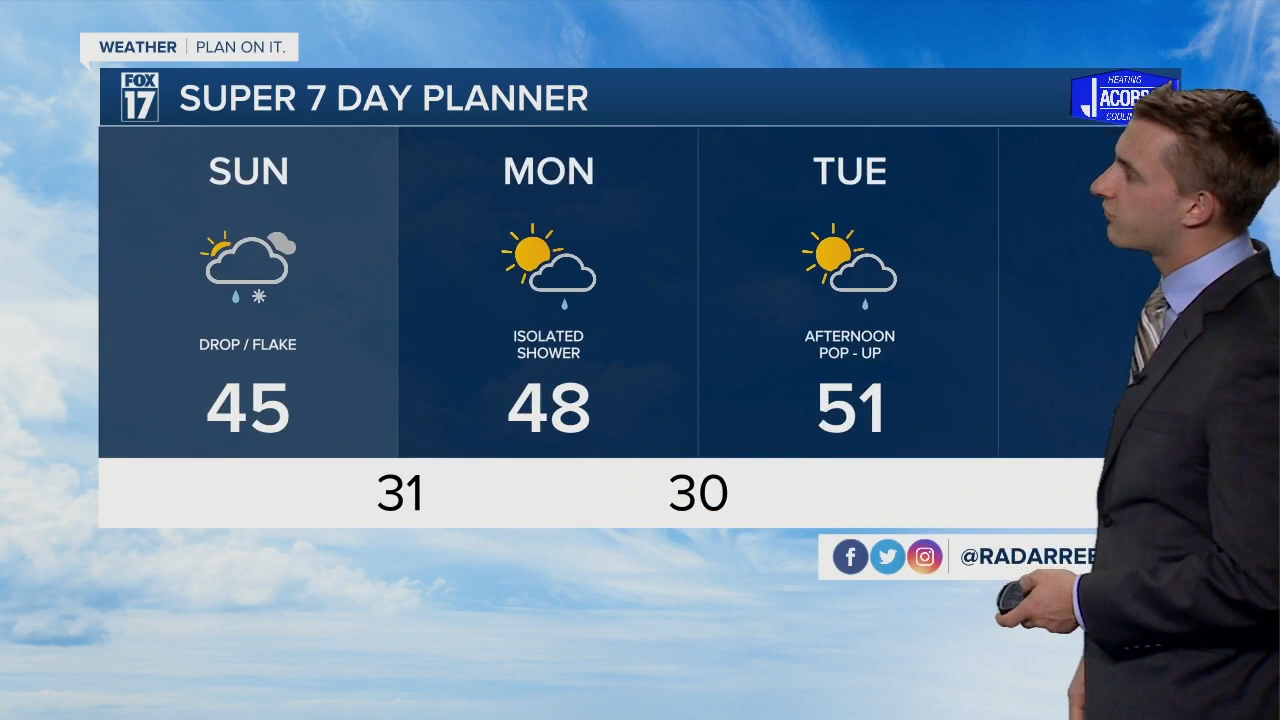 WEATHER PLAN ON IT.
FOX
17
SUPER 7 DAY PLANNER
HEATING
SUN
MON
TUE
DROP / FLAKE
ISOLATED
SHOWER
AFTERNOON
POP - UP
45
48
51
31
30